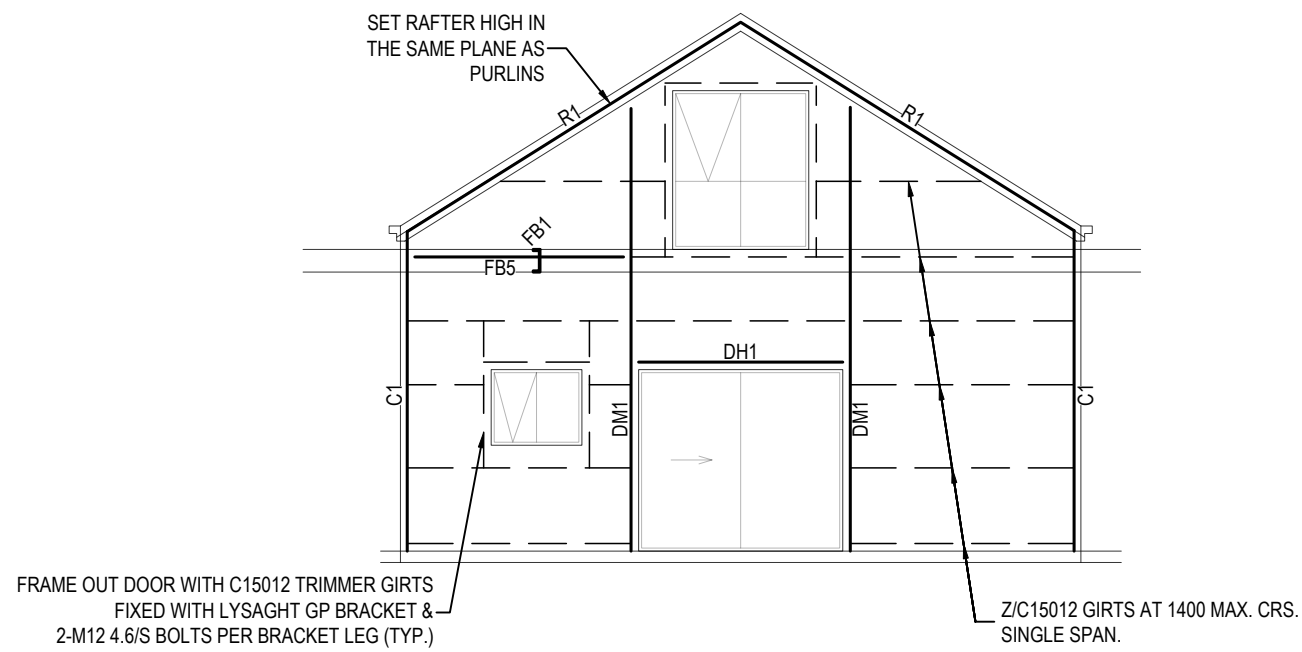 SET RAFTER HIGH IN
THE SAME PLANE AS
PURLINS
R1
R1
FB1
FB5
DH1
C1
DM1
DM1
C1
FRAME OUT DOOR WITH C15012 TRIMMER GIRTS
FIXED WITH LYSAGHT GP BRACKET &
2-M12 4.6/S BOLTS PER BRACKET LEG (TYP.)
Z/C15012 GIRTS AT 1400 MAX. CRS.
SINGLE SPAN.